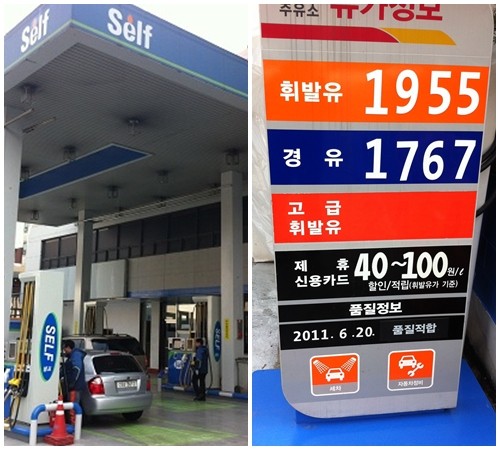 Self
Self
SELF
SELF
주유소 유가정보
휘발유 1955
경 유 1767
고 급
휘발유
제 휴
신용카드 40~100원/ℓ
할인/적립(휘발유가 기준)
품질정보
2011. 6 .20. 품질적합
세차
자동차정비